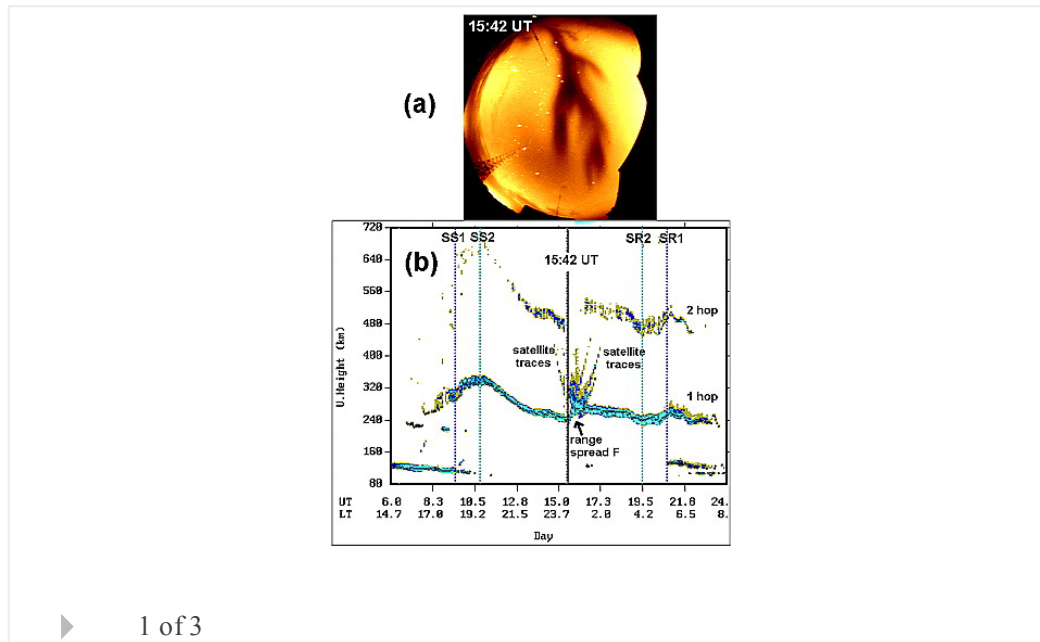 15:42 UT
(a)
720
SS1 SS2
SR2 SR1
640
(b)
15:42 UT
560
480
2 hop
400
satellite traces
satellite traces
320
1 hop
240
range spread F
160
80
V.Height (km)
UT 6.0 8.3 10.5 12.8 15.0 17.3 19.5 21.8 24.
LT 14.7 17.0 19.2 21.5 23.7 2.0 4.2 6.5 8.
Day
1 of 3